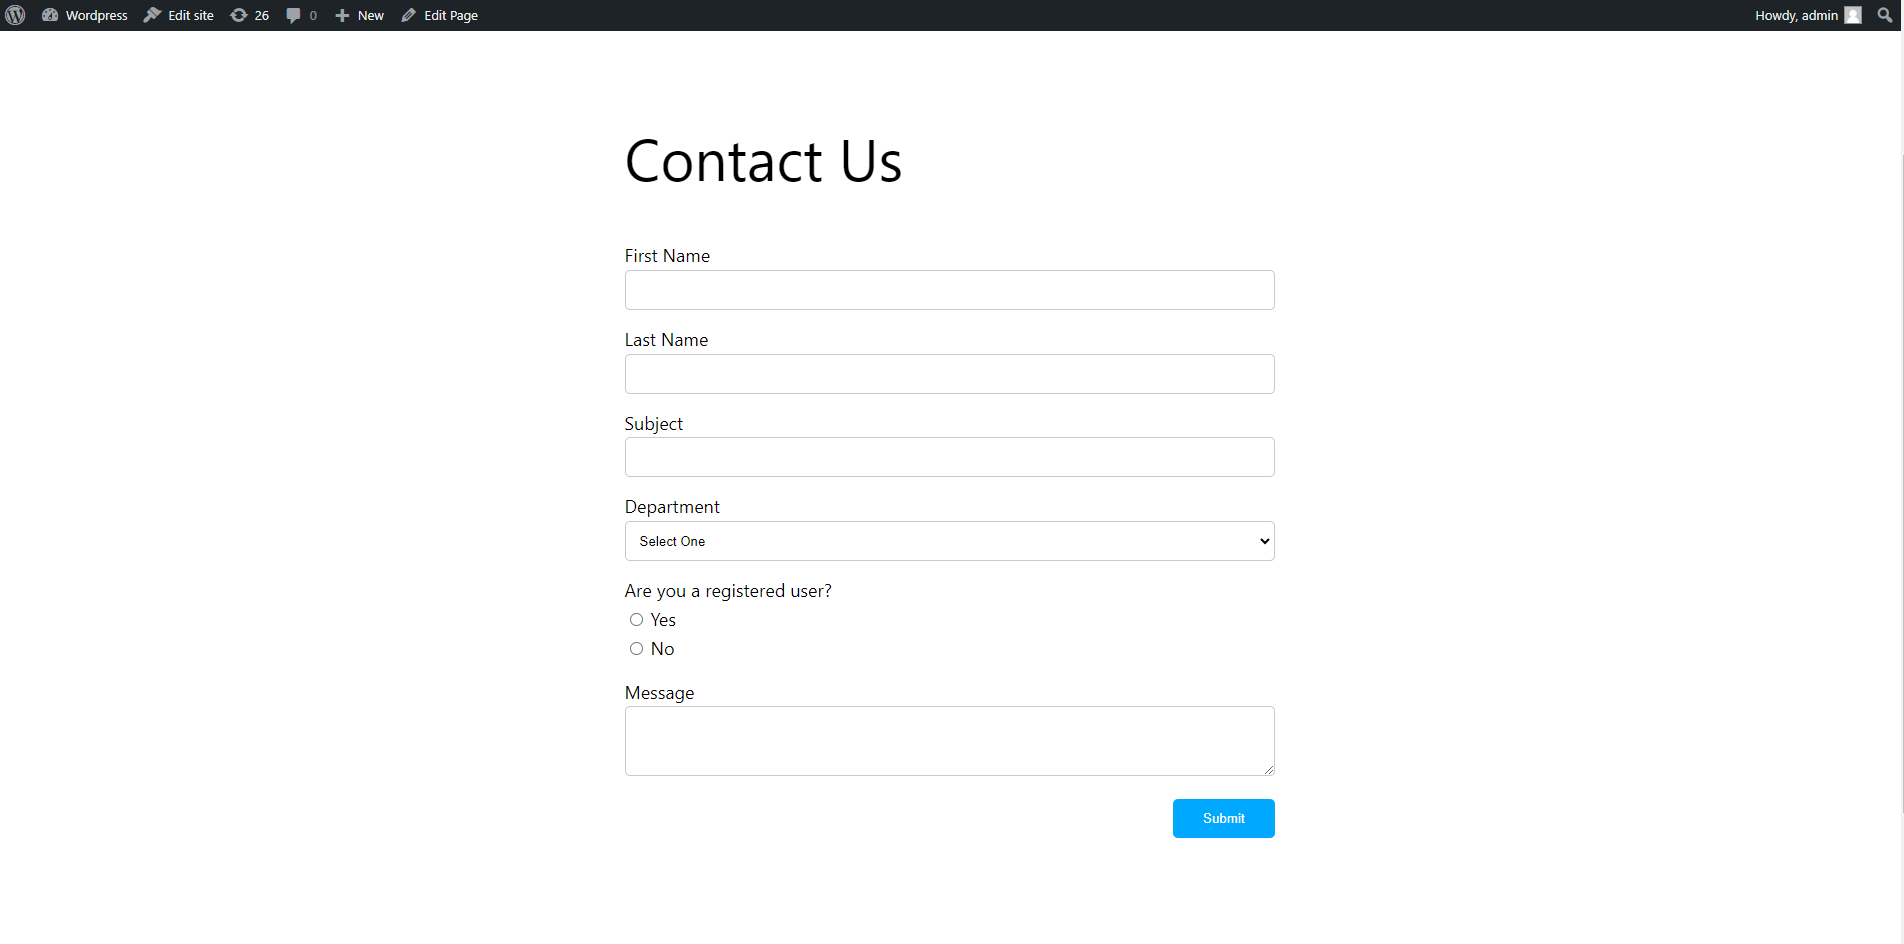 Wordpress Edit site 26 0 New Edit Page Howdy, admin
Contact Us
First Name
Last Name
Subject
Department
Select One
Are you a registered user?
Yes
No
Message
Submit